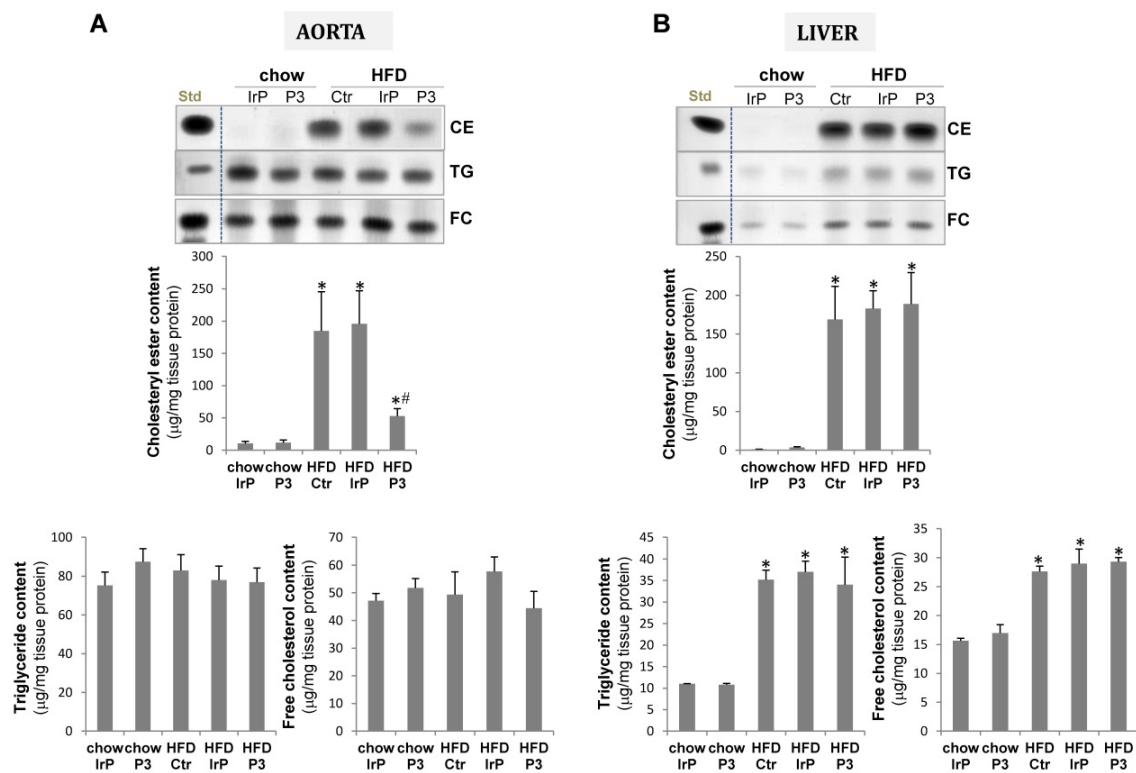 A
AORTA
chow
HFD
Std
IrP
P3
Ctr
IrP
P3
CE
TG
FC
Cholesteryl ester content
(µg/mg tissue protein)
300
250
200
150
100
50
0
*
*
*#
chow
IrP
chow
P3
HFD
Ctr
HFD
IrP
HFD
P3
Triglyceride content
(µg/mg tissue protein)
100
80
60
40
20
0
chow
IrP
chow
P3
HFD
Ctr
HFD
IrP
HFD
P3
Free cholesterol content
(µg/mg tissue protein)
70
60
50
40
30
20
10
0
chow
IrP
chow
P3
HFD
Ctr
HFD
IrP
HFD
P3
B
LIVER
chow
HFD
Std
IrP
P3
Ctr
IrP
P3
CE
TG
FC
Cholesteryl ester content
(µg/mg tissue protein)
250
200
150
100
50
0
*
*
*
chow
IrP
chow
P3
HFD
Ctr
HFD
IrP
HFD
P3
Triglyceride content
(µg/mg tissue protein)
45
40
35
30
25
20
15
10
5
0
*
*
*
chow
IrP
chow
P3
HFD
Ctr
HFD
IrP
HFD
P3
Free cholesterol content
(µg/mg tissue protein)
35
30
25
20
15
10
5
0
*
*
*
chow
IrP
chow
P3
HFD
Ctr
HFD
IrP
HFD
P3